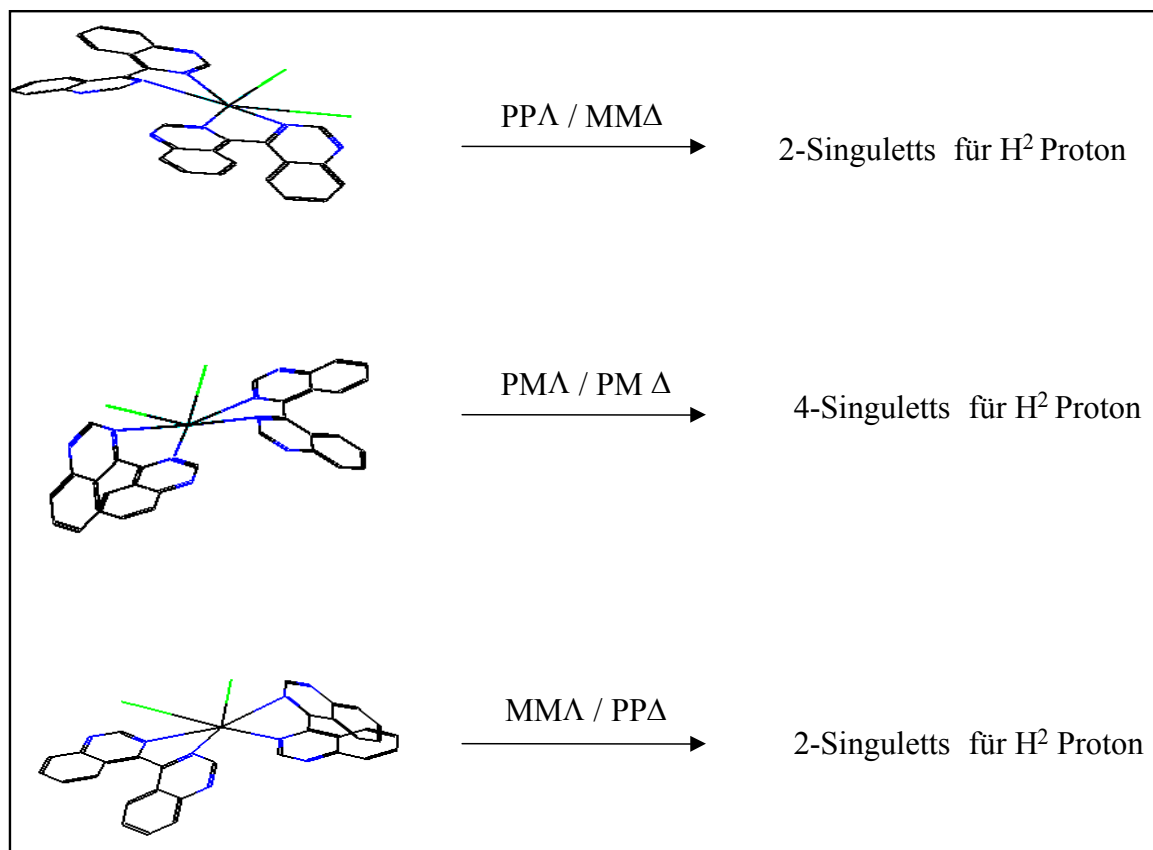 PPΛ / MMΔ
2-Singuletts für H² Proton
PMΛ / PM Δ
4-Singuletts für H² Proton
MMΛ / PPΔ
2-Singuletts für H² Proton